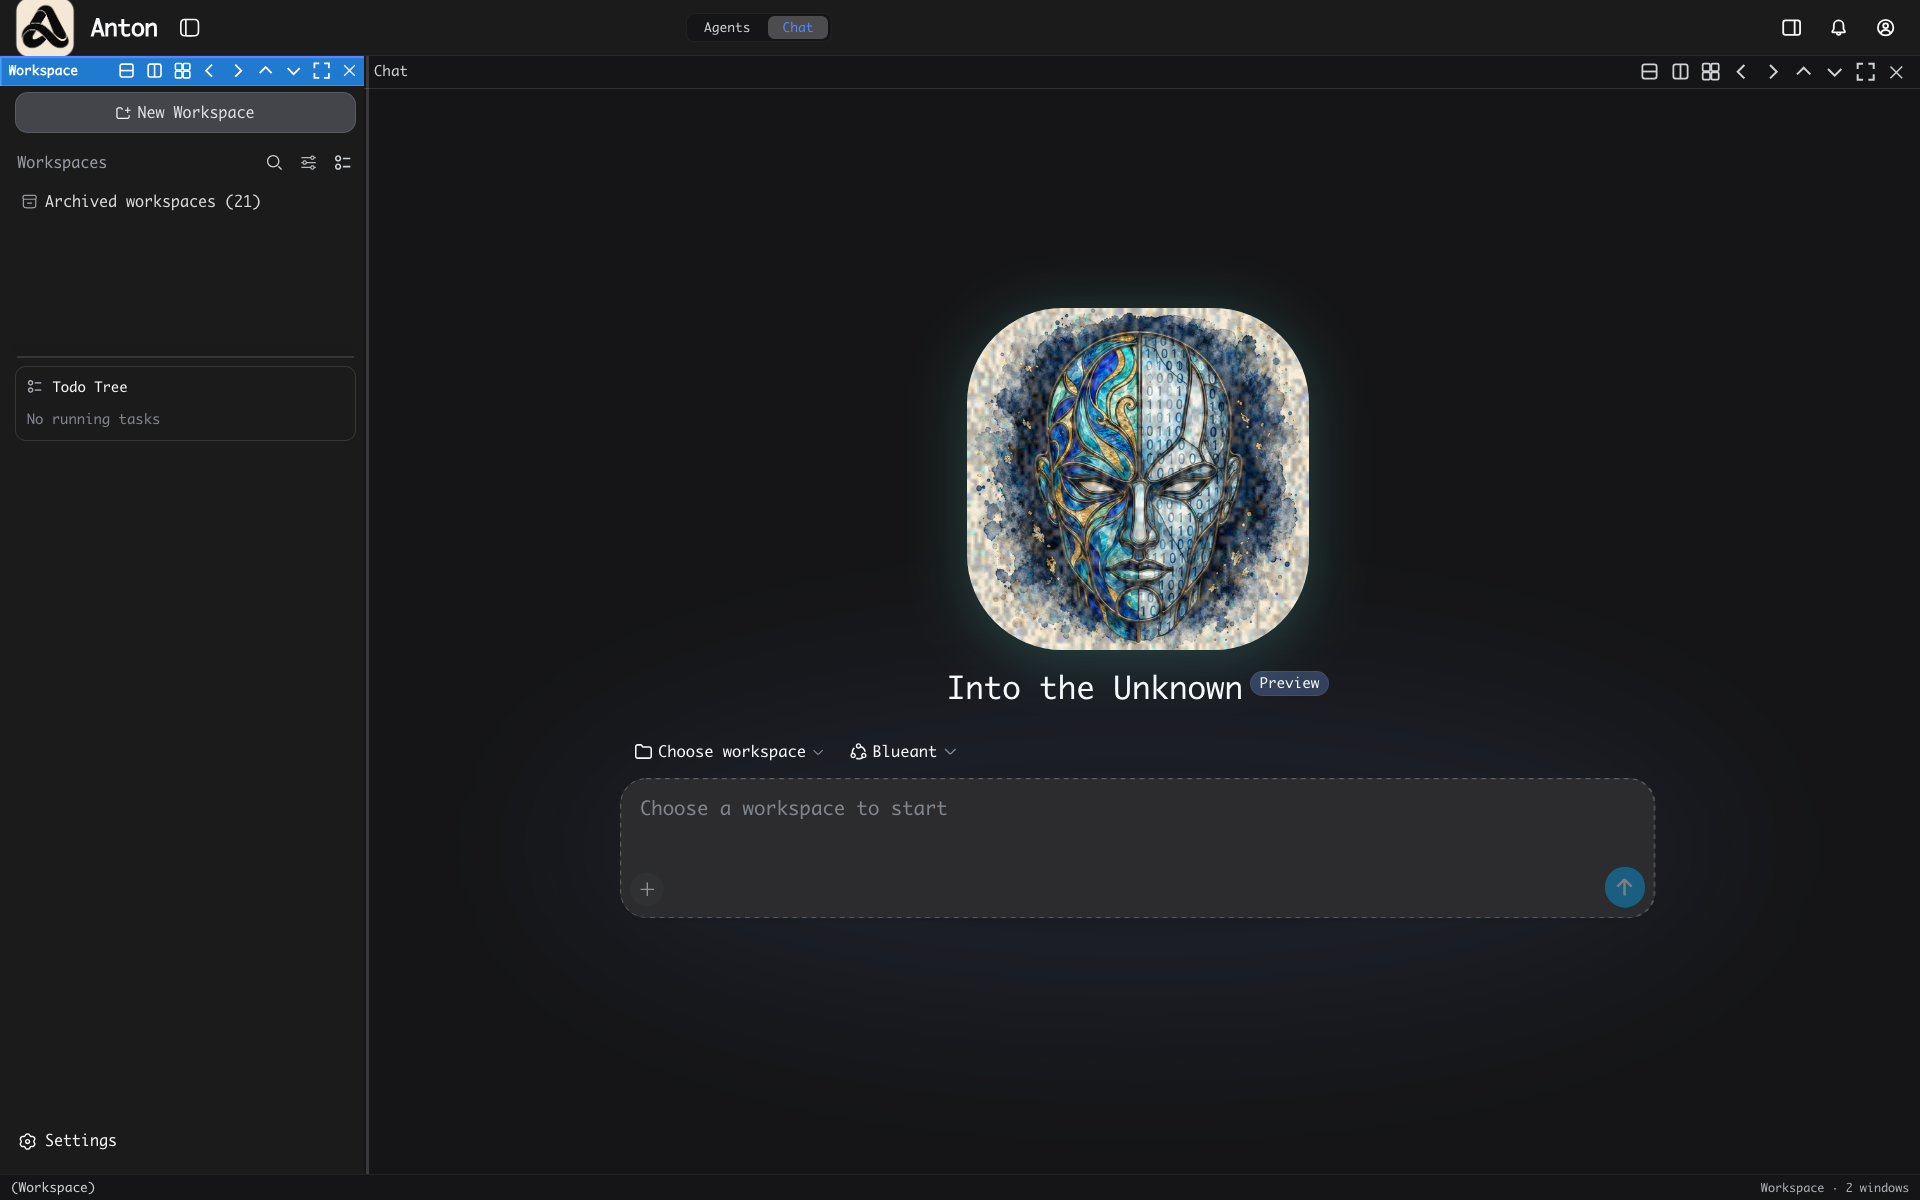 Anton
Agents
Chat
Workspace
Chat
New Workspace
Workspaces
Archived workspaces (21)
Todo Tree
No running tasks
Into the Unknown
Preview
Choose workspace
Blueant
Choose a workspace to start
Settings
(Workspace)
Workspace · 2 windows